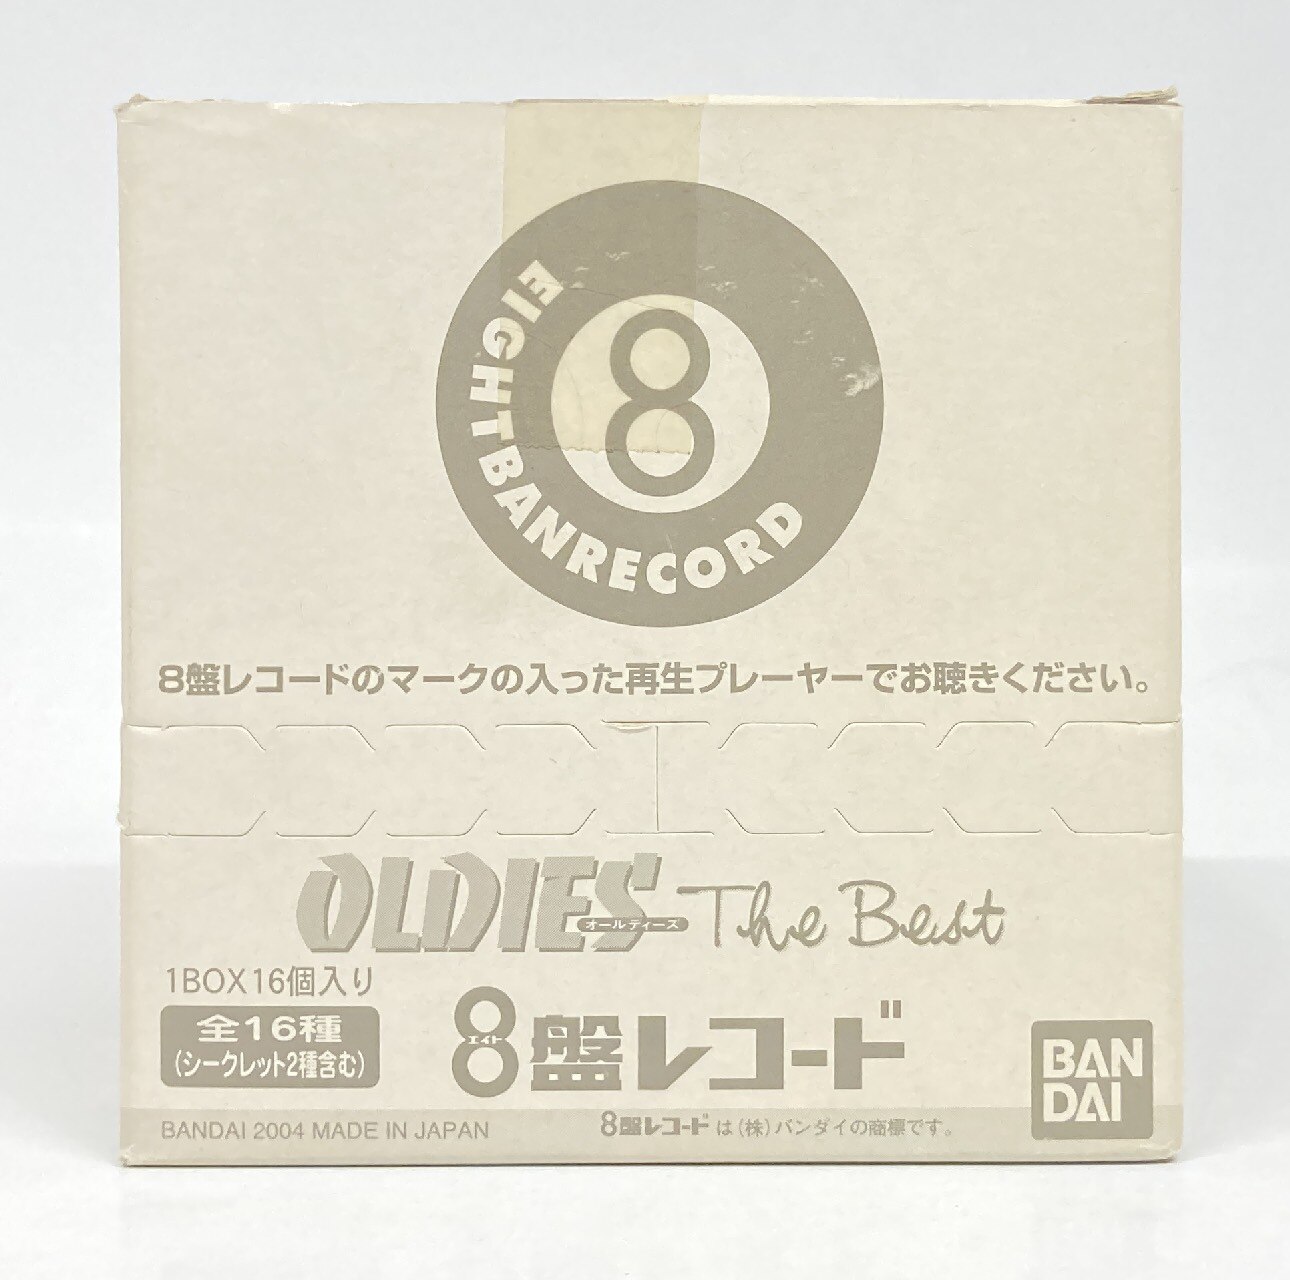 EIGHTBANRECORD
8
8盤レコードのマークの入った再生プレーヤーでお聴きください。
OLDIES The Best
オールディーズ
1BOX16個入り
全16種
(シークレット2種含む)
8盤レコード
エイト
BAN
DAI
BANDAI 2004 MADE IN JAPAN
8盤レコードは(株)バンダイの商標です。